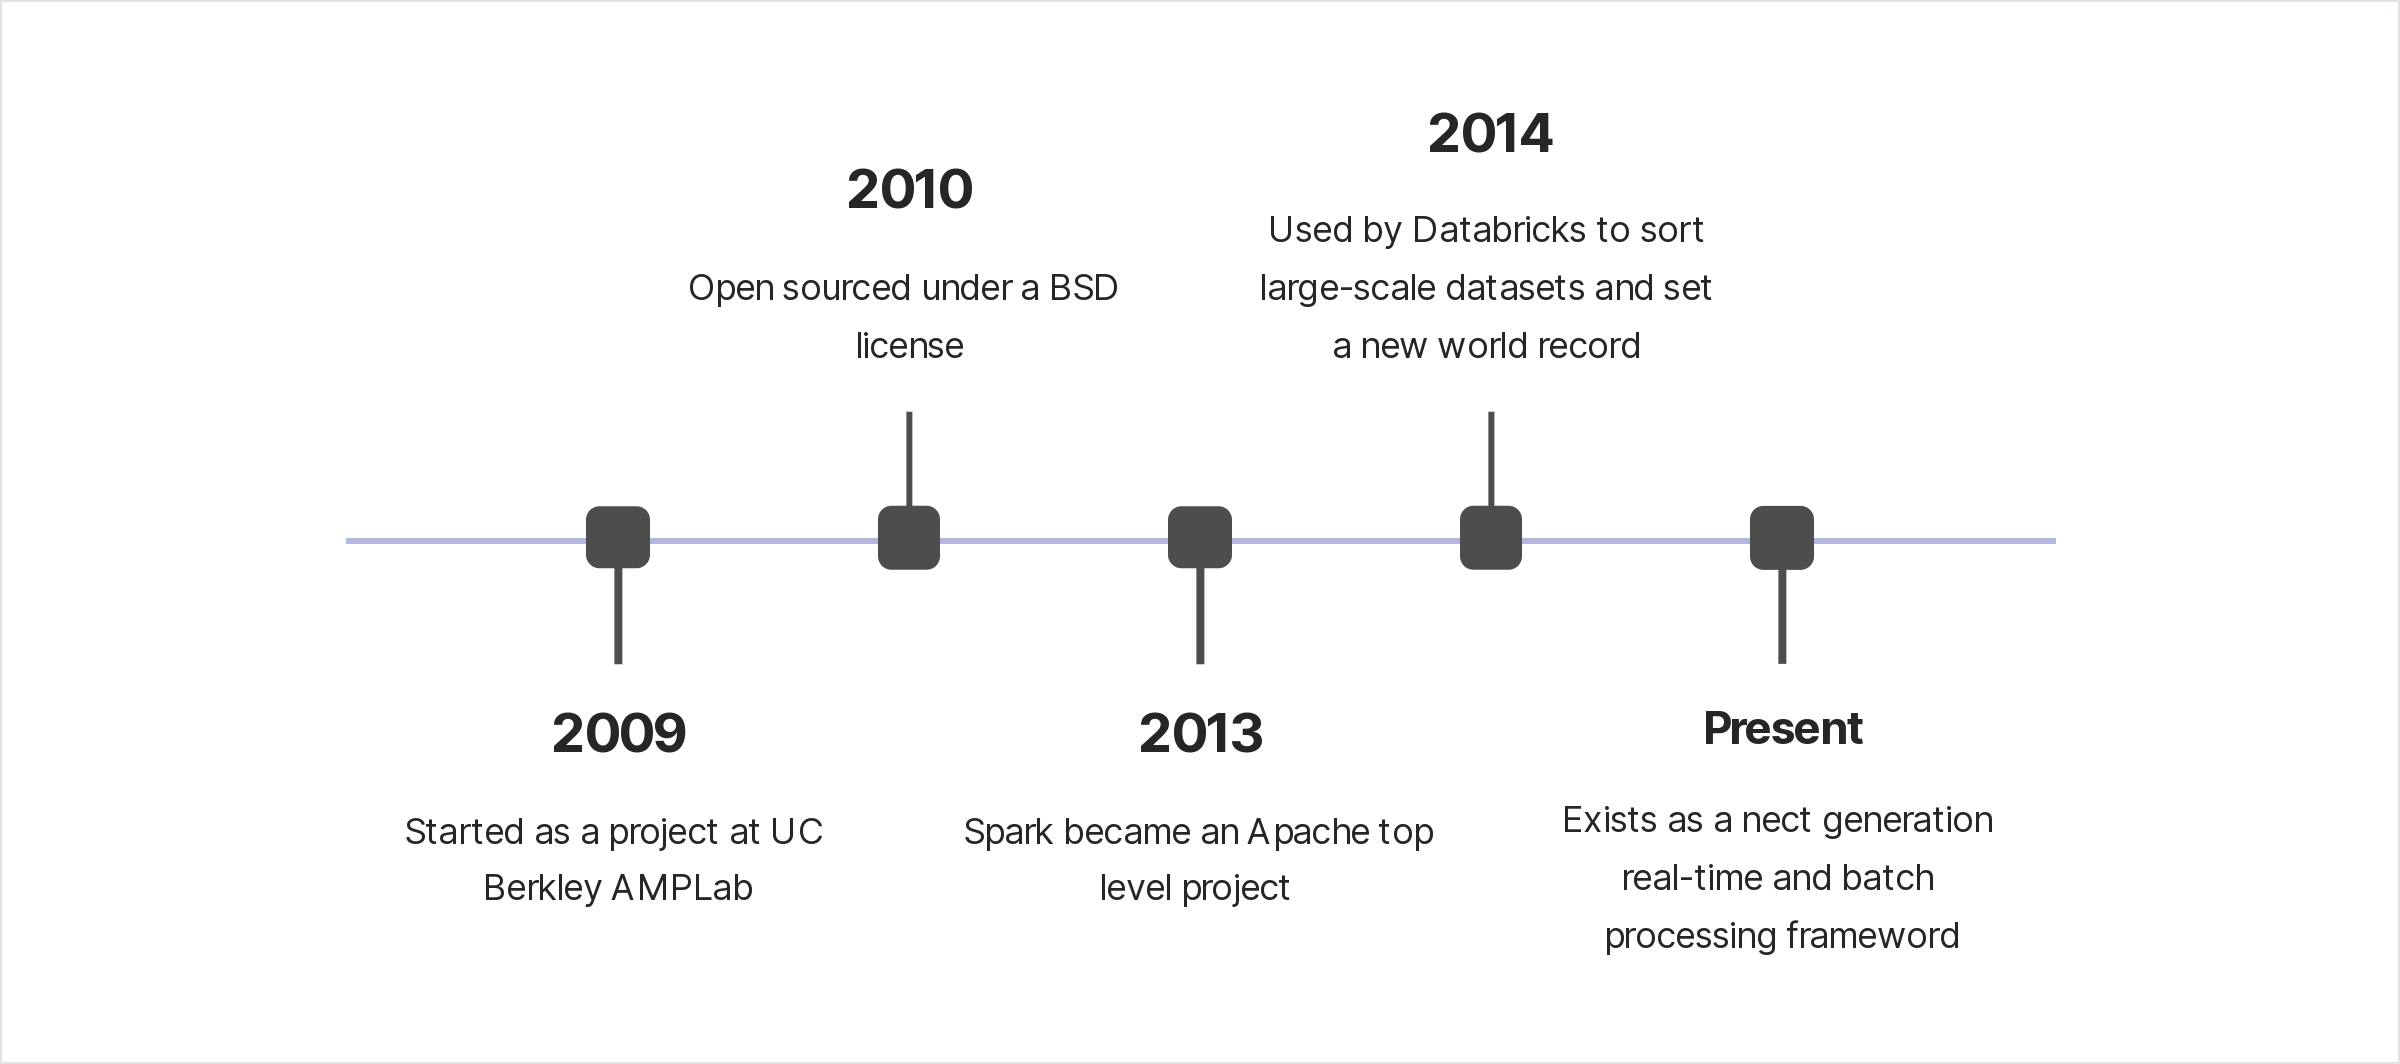 2009
Started as a project at UC
Berkley AMPLab
2010
Open sourced under a BSD
license
2013
Spark became an Apache top
level project
2014
Used by Databricks to sort
large-scale datasets and set
a new world record
Present
Exists as a nect generation
real-time and batch
processing frameword